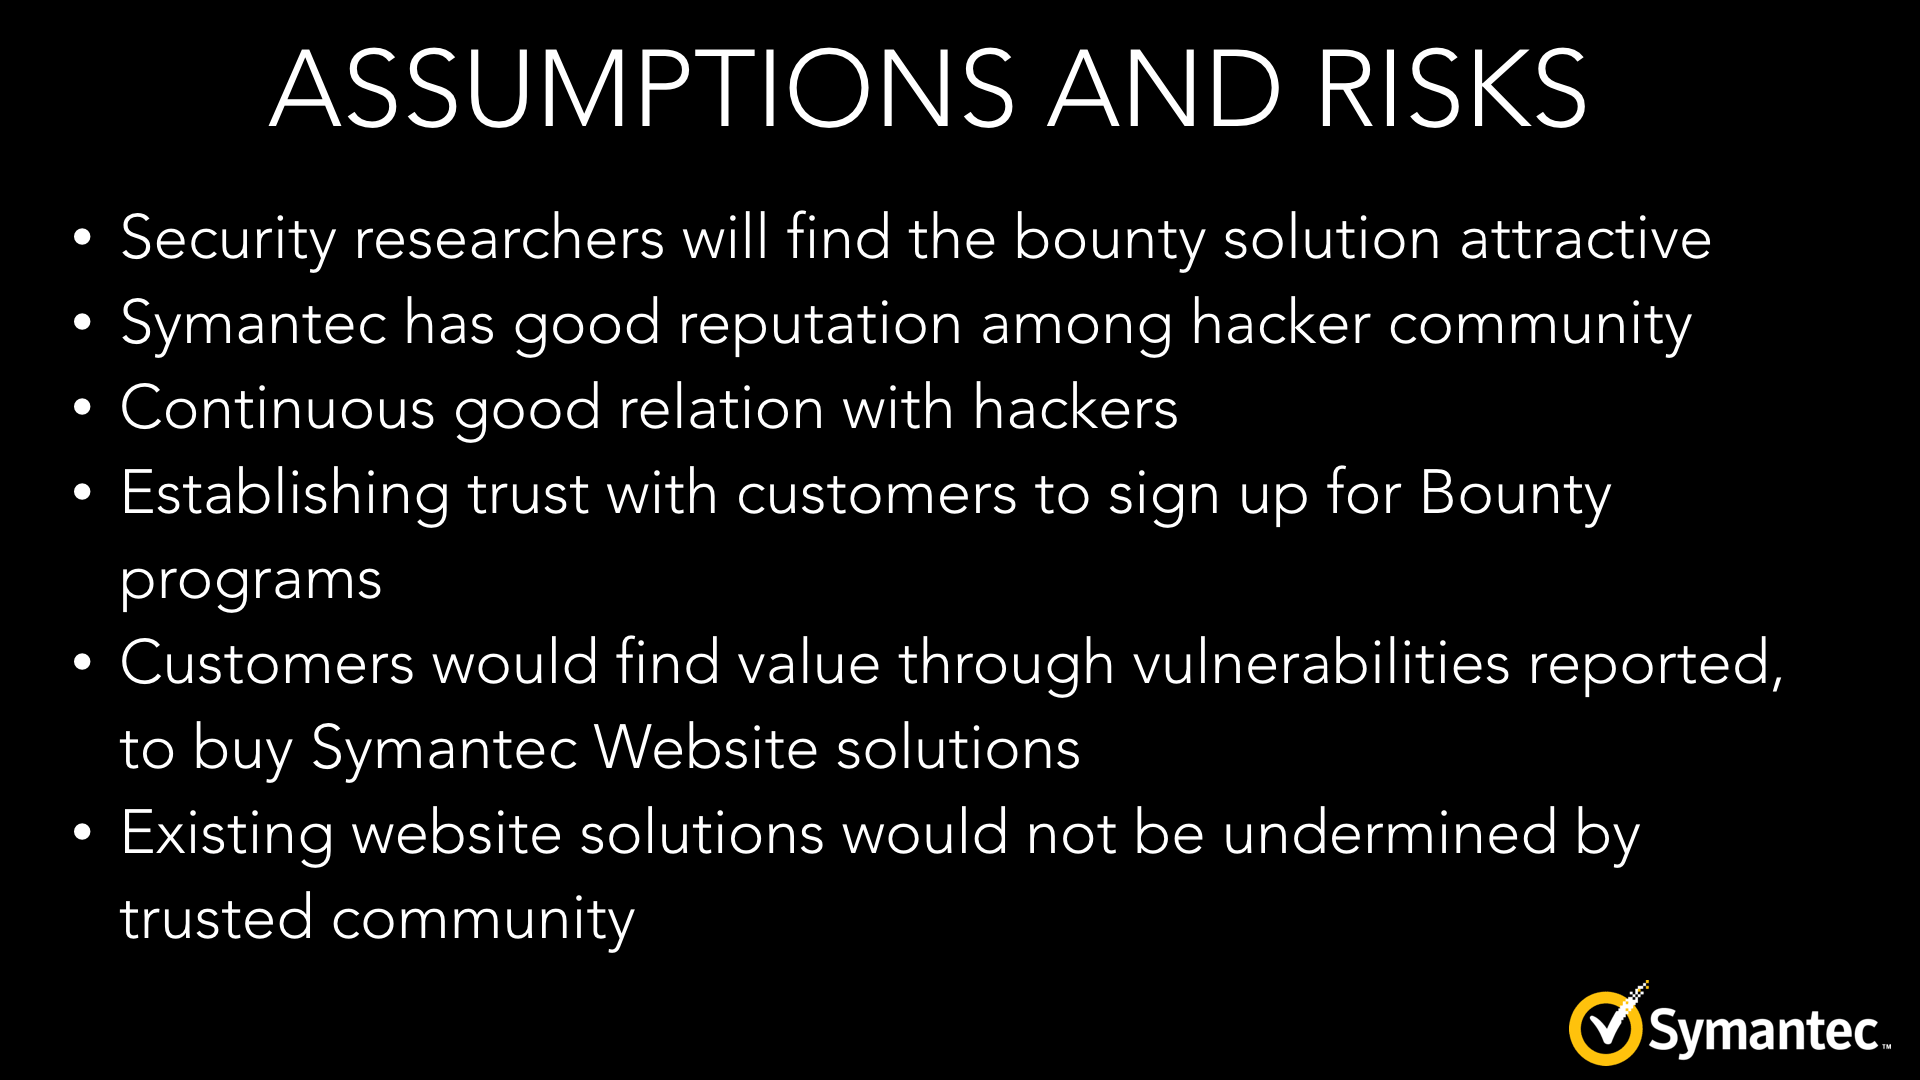 ASSUMPTIONS AND RISKS
• Security researchers will find the bounty solution attractive
• Symantec has good reputation among hacker community
• Continuous good relation with hackers
• Establishing trust with customers to sign up for Bounty
programs
• Customers would find value through vulnerabilities reported,
to buy Symantec Website solutions
• Existing website solutions would not be undermined by
trusted community
Symantec™